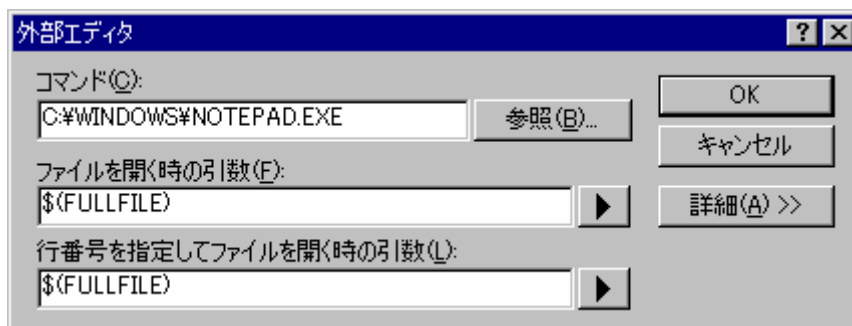 外部エディタ
コマンド(C):
C:¥WINDOWS¥NOTEPAD.EXE
参照(B)...
OK
キャンセル
ファイルを開く時の引数(F):
$(FULLFILE)
詳細(A) >>
行番号を指定してファイルを開く時の引数(L):
$(FULLFILE)